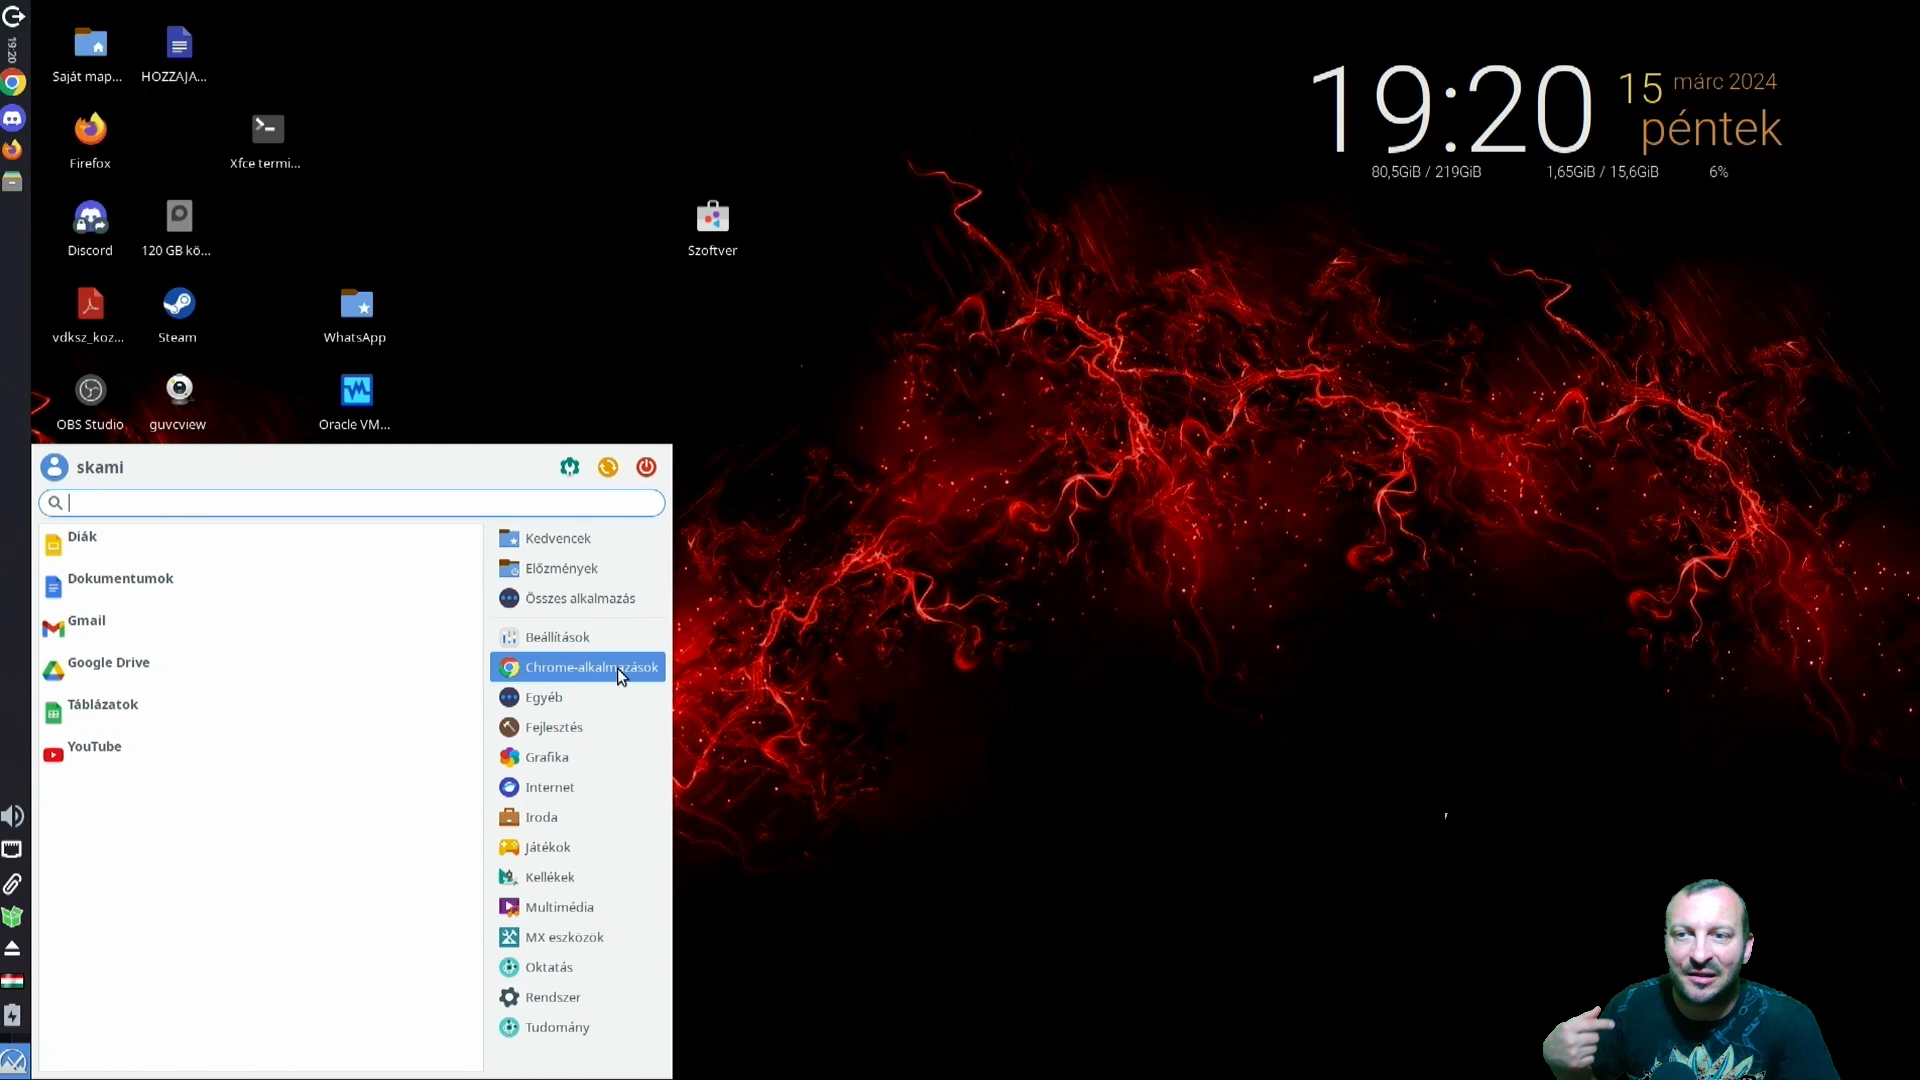 19:20
Saját map...
HOZZAJA...
19:20
15 márc 2024
péntek
80,5GiB / 219GiB
1,65GiB / 15,6GiB
6%
Firefox
Xfce termi...
Discord
120 GB kö...
Szoftver
vdksz_koz...
Steam
WhatsApp
OBS Studio
guvcview
Oracle VM...
skami
Diák
Dokumentumok
Gmail
Google Drive
Táblázatok
YouTube
Kedvencek
Előzmények
Összes alkalmazás
Beállítások
Chrome-alkalmazások
Egyéb
Fejlesztés
Grafika
Internet
Iroda
Játékok
Kellékek
Multimédia
MX eszközök
Oktatás
Rendszer
Tudomány